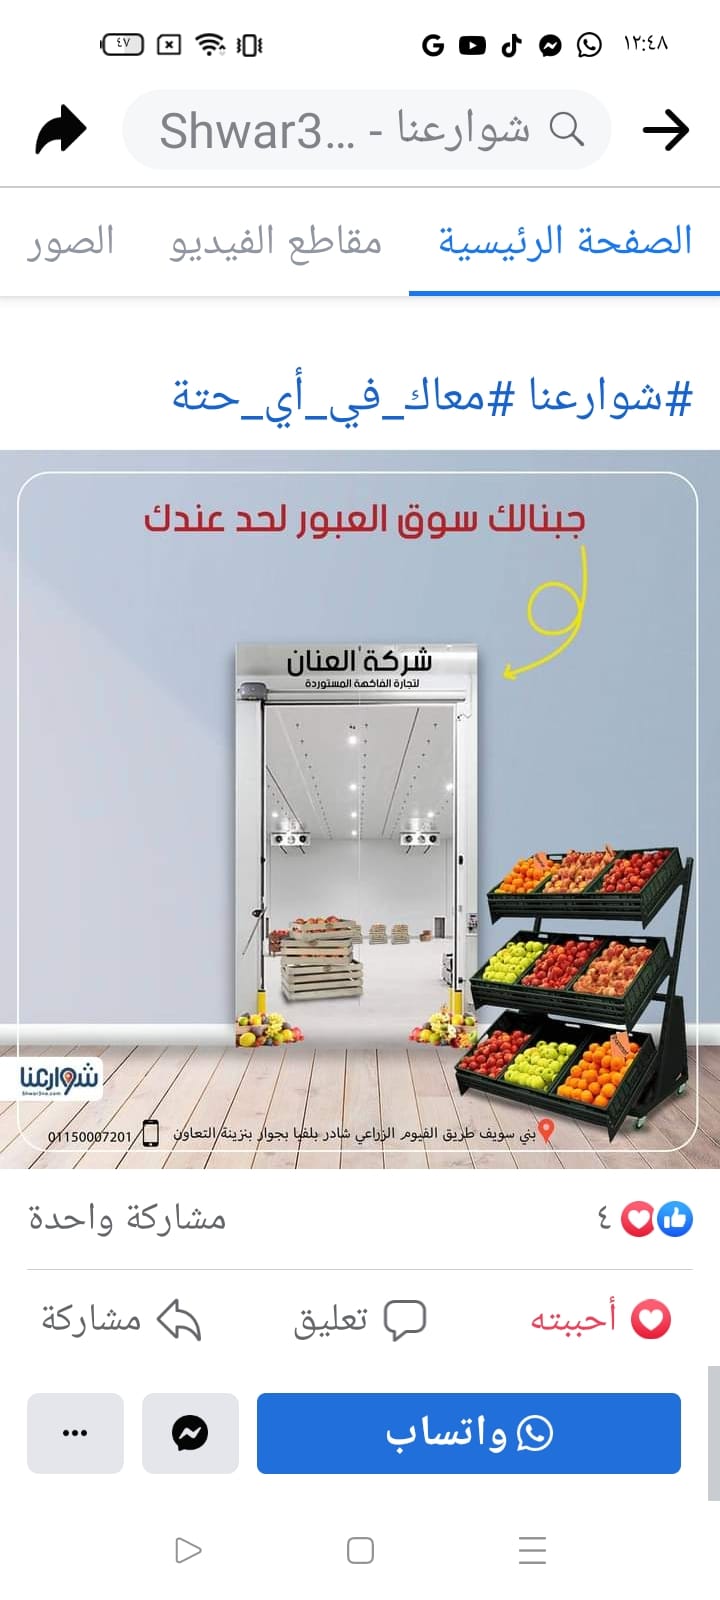 ١٢:٤٨
٤٧
شوارعنا - Shwar3...
الصفحة الرئيسية
مقاطع الفيديو
الصور
#شوارعنا #معاك_في_أي_حتة
جبنالك سوق العبور لحد عندك
شركة العنان
لتجارة الفاكهة المستوردة
شوارعنا
Shwar3na.com
بني سويف طريق الفيوم الزراعي شادر بلفيا بجوار بنزينة التعاون
01150007201
٤
مشاركة واحدة
أحببته
تعليق
مشاركة
واتساب